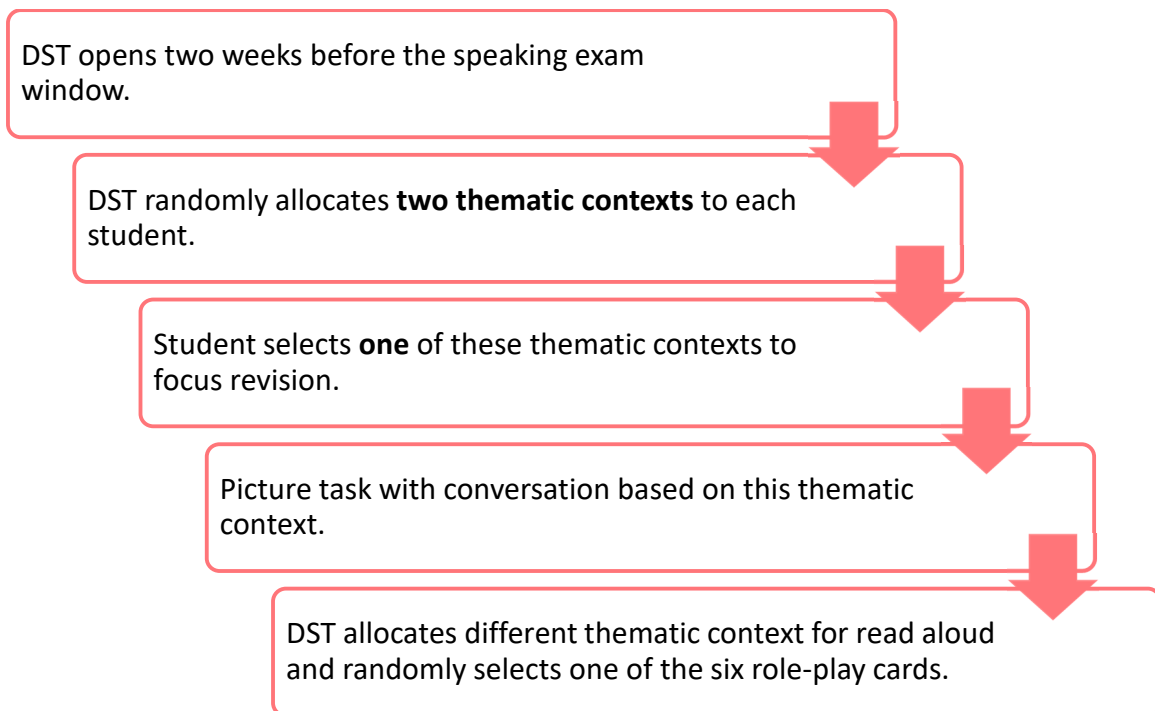 DST opens two weeks before the speaking exam
window.
DST randomly allocates two thematic contexts to each
student.
Student selects one of these thematic contexts to
focus revision.
Picture task with conversation based on this thematic
context.
DST allocates different thematic context for read aloud
and randomly selects one of the six role-play cards.